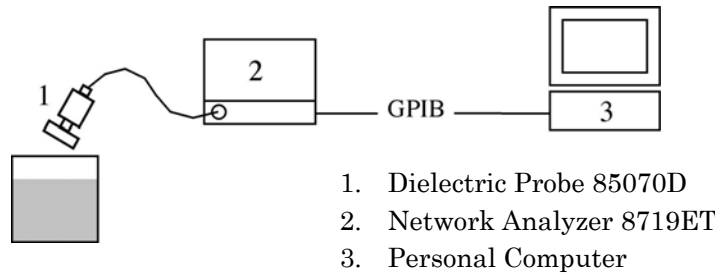 1
2
GPIB
3
1. Dielectric Probe 85070D
2. Network Analyzer 8719ET
3. Personal Computer